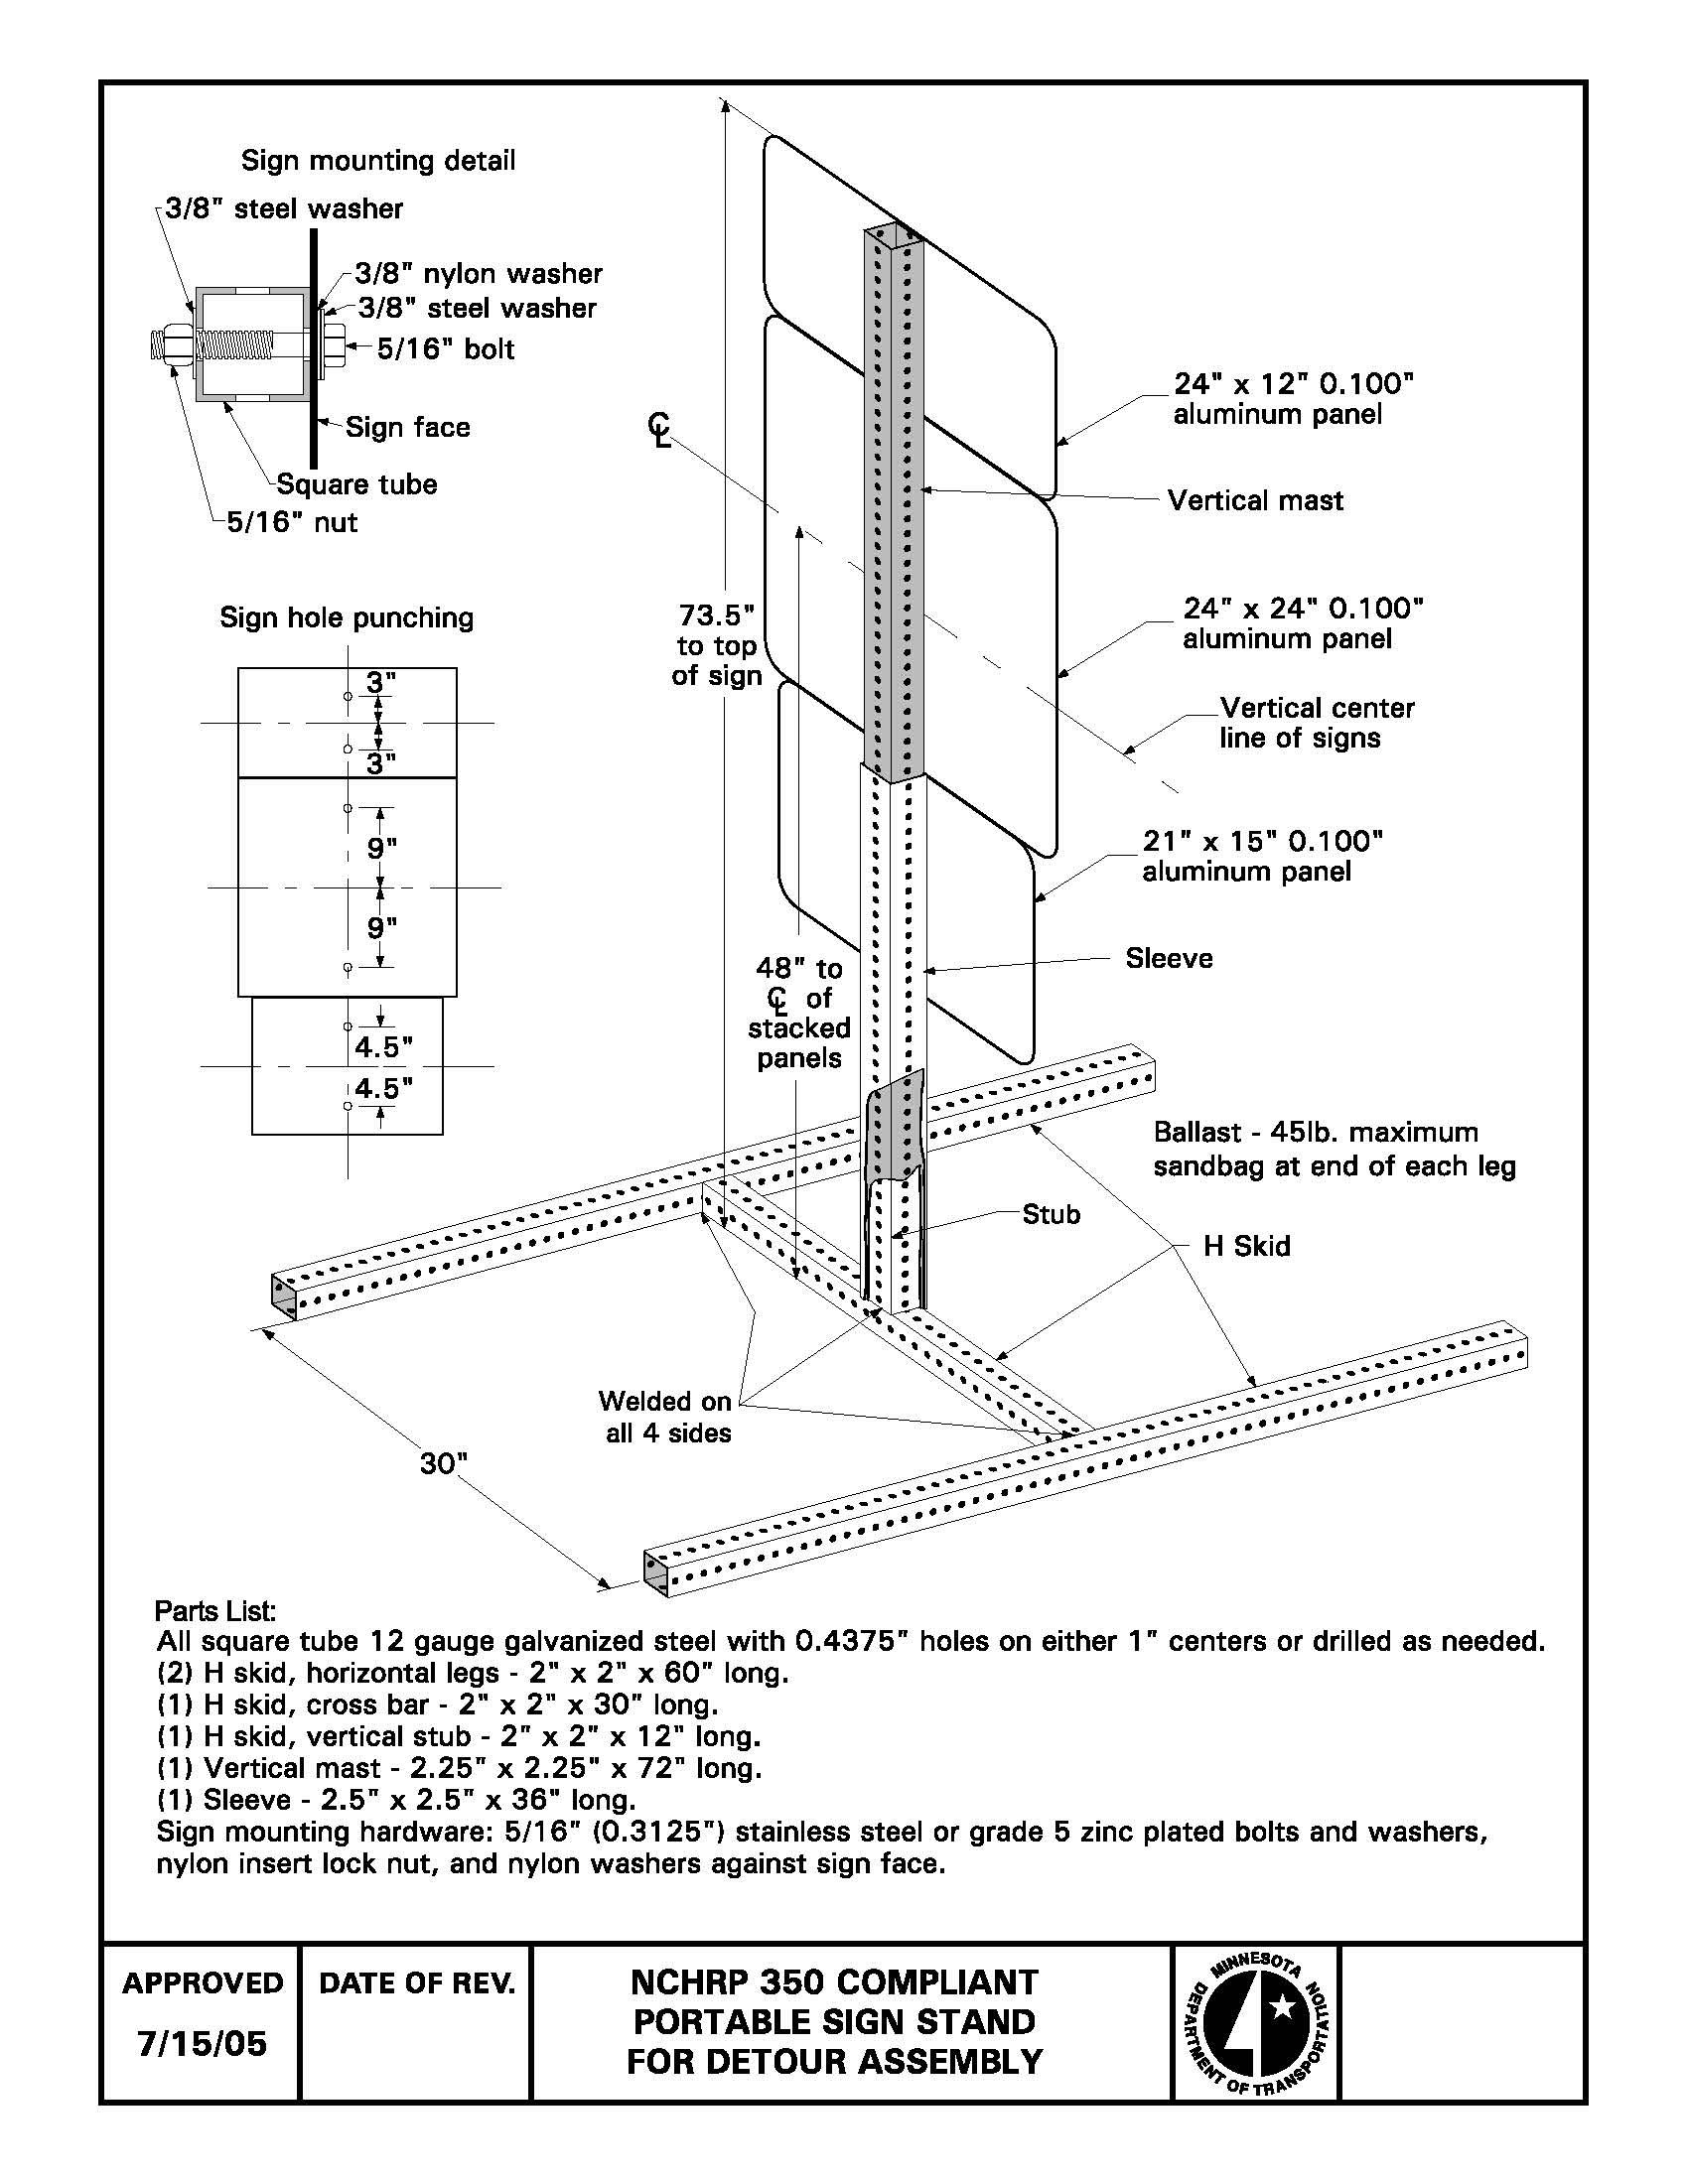 Sign mounting detail
3/8" steel washer
3/8" nylon washer
3/8" steel washer
5/16" bolt
Sign face
Square tube
5/16" nut
Sign hole punching
3"
3"
9"
9"
4.5"
4.5"
℄
73.5"
to top
of sign
24" x 12" 0.100"
aluminum panel
Vertical mast
24" x 24" 0.100"
aluminum panel
Vertical center
line of signs
21" x 15" 0.100"
aluminum panel
Sleeve
48" to
℄ of
stacked
panels
Ballast - 45lb. maximum
sandbag at end of each leg
Stub
H Skid
Welded on
all 4 sides
30"
Parts List:
All square tube 12 gauge galvanized steel with 0.4375" holes on either 1" centers or drilled as needed.
(2) H skid, horizontal legs - 2" x 2" x 60" long.
(1) H skid, cross bar - 2" x 2" x 30" long.
(1) H skid, vertical stub - 2" x 2" x 12" long.
(1) Vertical mast - 2.25" x 2.25" x 72" long.
(1) Sleeve - 2.5" x 2.5" x 36" long.
Sign mounting hardware: 5/16" (0.3125") stainless steel or grade 5 zinc plated bolts and washers,
nylon insert lock nut, and nylon washers against sign face.
APPROVED
7/15/05
DATE OF REV.
NCHRP 350 COMPLIANT
PORTABLE SIGN STAND
FOR DETOUR ASSEMBLY
MINNESOTA
DEPARTMENT OF TRANSPORTATION